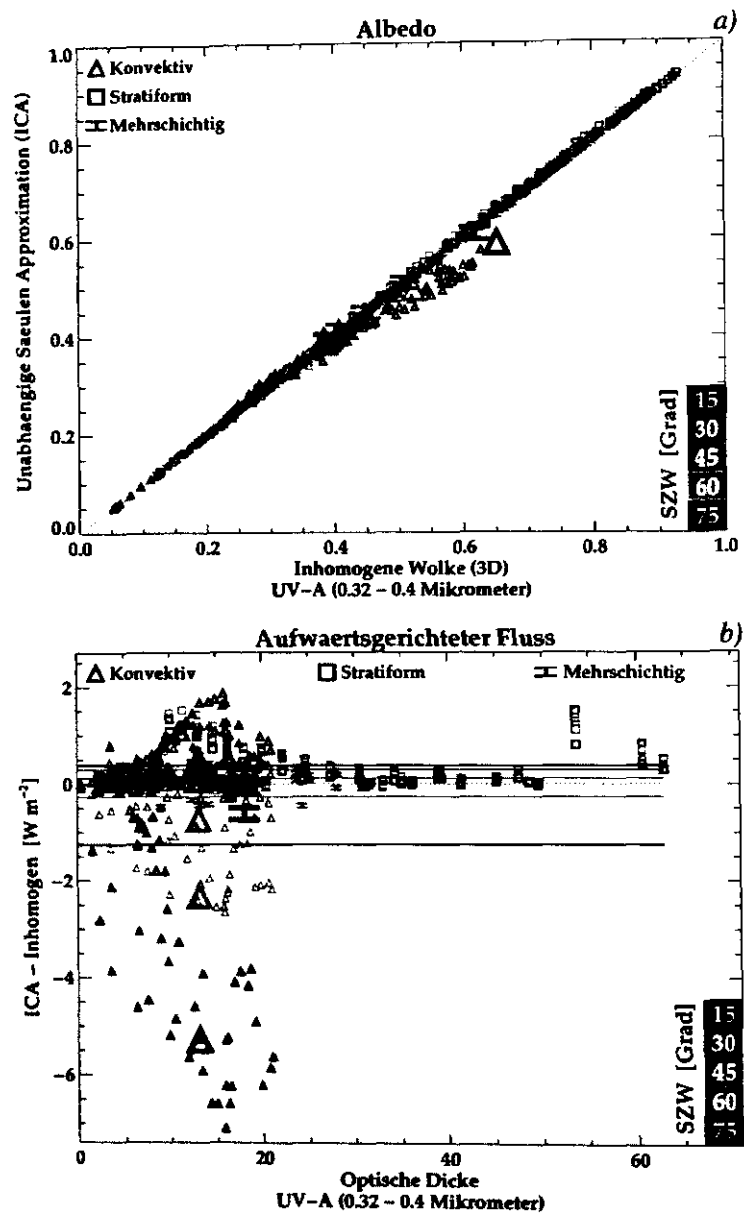 a)
Albedo
Unabhaengige Saeulen Approximation (ICA)
1.0
0.8
0.6
0.4
0.2
0.0
Konvektiv
Stratiform
Mehrschichtig
SZW [Grad]
15
30
45
60
75
0.0 0.2 0.4 0.6 0.8 1.0
Inhomogene Wolke (3D)
UV-A (0.32 - 0.4 Mikrometer)
b)
Aufwaertsgerichteter Fluss
Konvektiv Stratiform Mehrschichtig
ICA - Inhomogen [W m⁻²]
2
0
-2
-4
-6
SZW [Grad]
15
30
45
60
75
0 20 40 60
Optische Dicke
UV-A (0.32 - 0.4 Mikrometer)